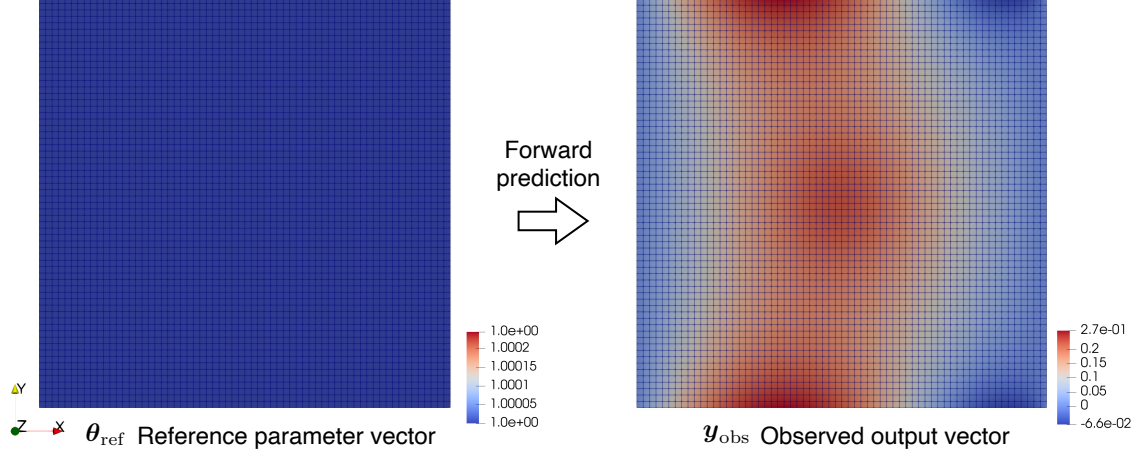 Forward
prediction
1.0e+00
1.0002
1.00015
1.0001
1.00005
1.0e+00
2.7e-01
0.2
0.15
0.1
0.05
0
-6.6e-02
Y
Z
X
θref Reference parameter vector
yobs Observed output vector